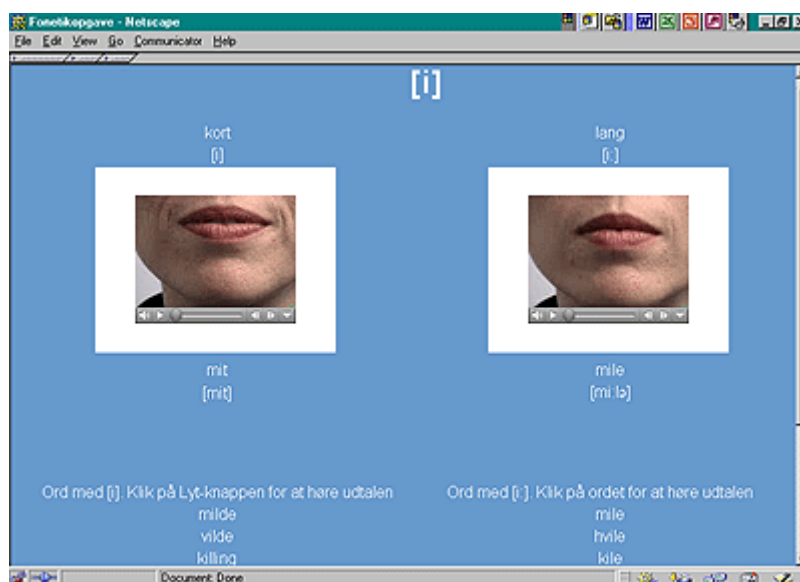 Fonetikopgave - Netscape
File Edit View Go Communicator Help
[i]
kort
[i]
mit
[mit]
Ord med [i]. Klik på Lyt-knappen for at høre udtalen
milde
vilde
killing
lang
[i:]
mile
[mi:lə]
Ord med [i:]. Klik på ordet for at høre udtalen
mile
hvile
kile
Document: Done